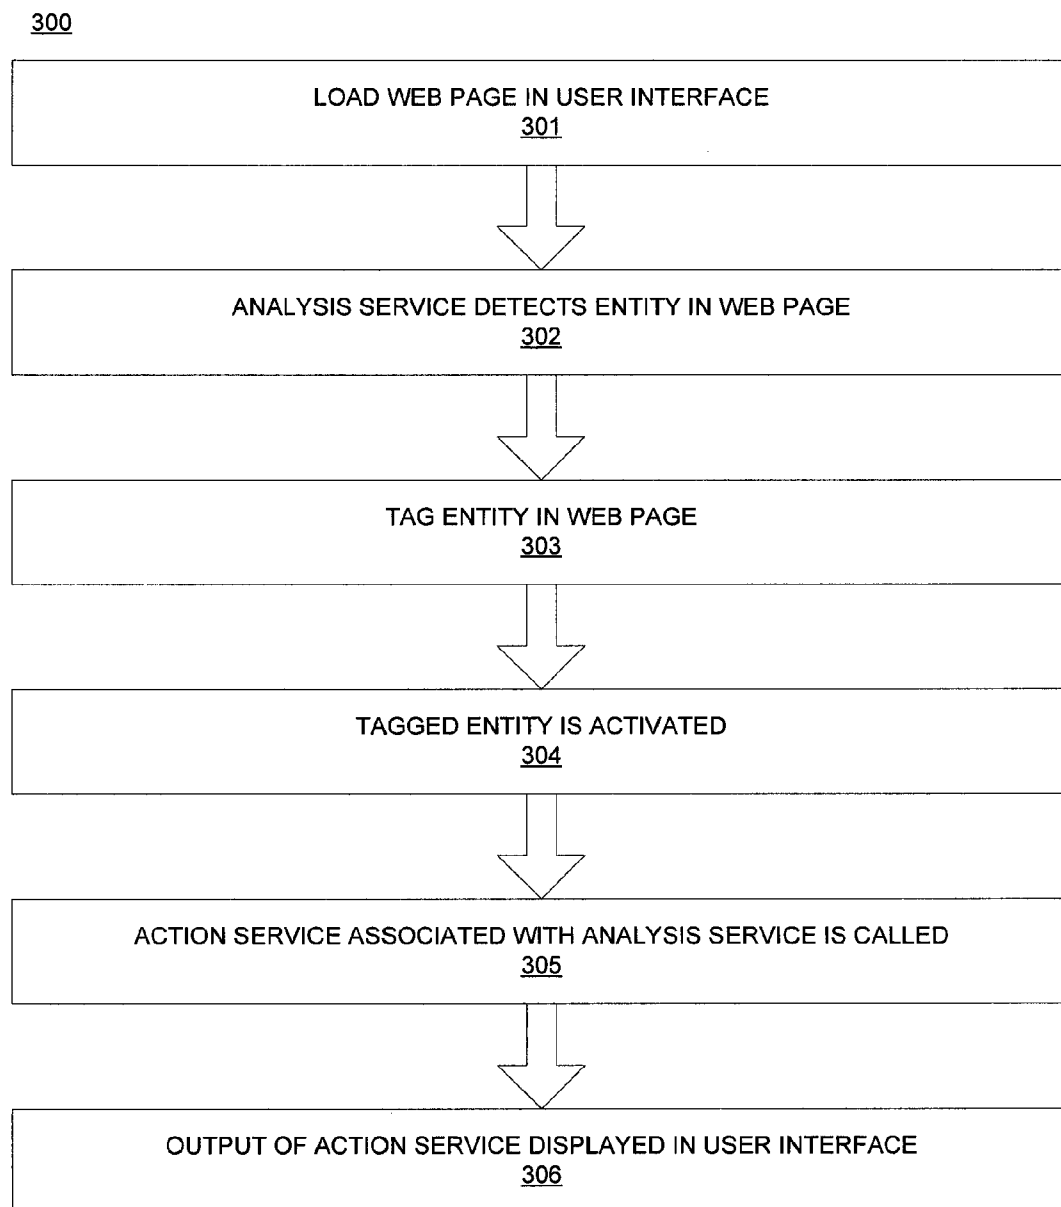 300
LOAD WEB PAGE IN USER INTERFACE
301
ANALYSIS SERVICE DETECTS ENTITY IN WEB PAGE
302
TAG ENTITY IN WEB PAGE
303
TAGGED ENTITY IS ACTIVATED
304
ACTION SERVICE ASSOCIATED WITH ANALYSIS SERVICE IS CALLED
305
OUTPUT OF ACTION SERVICE DISPLAYED IN USER INTERFACE
306